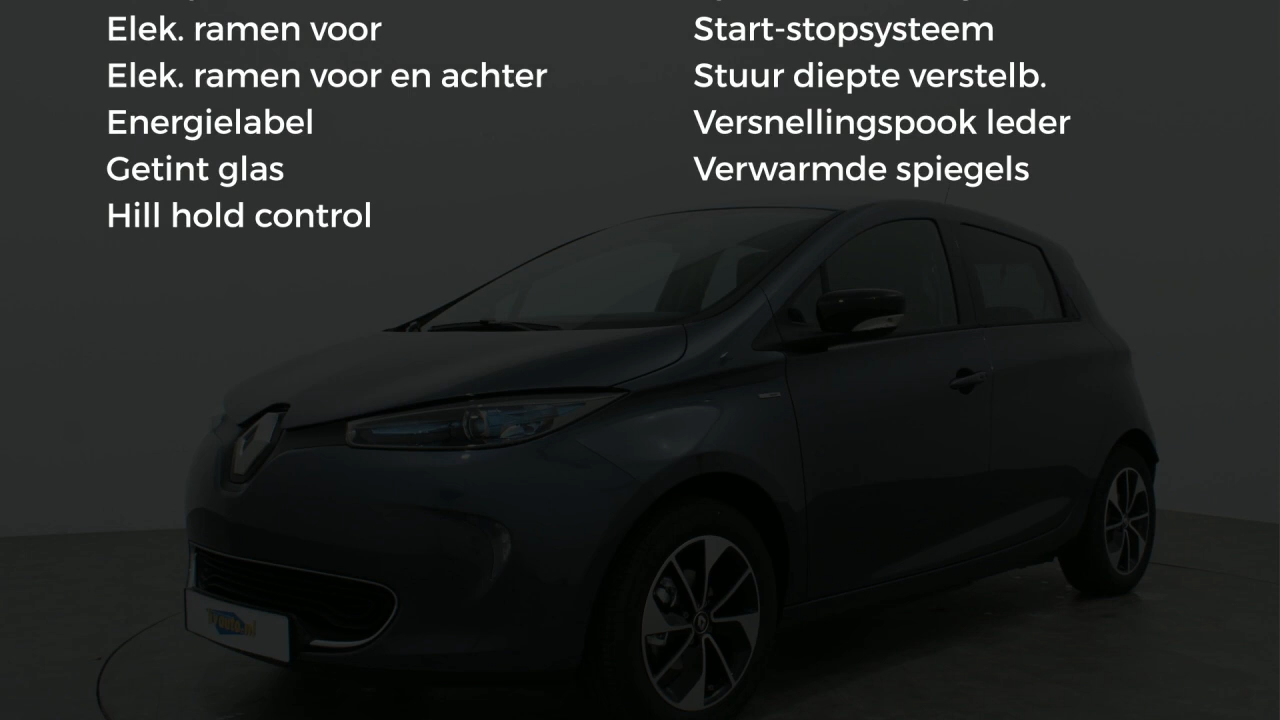 Elek. ramen voor
Elek. ramen voor en achter
Energielabel
Getint glas
Hill hold control
Start-stopsysteem
Stuur diepte verstelb.
Versnellingspook leder
Verwarmde spiegels